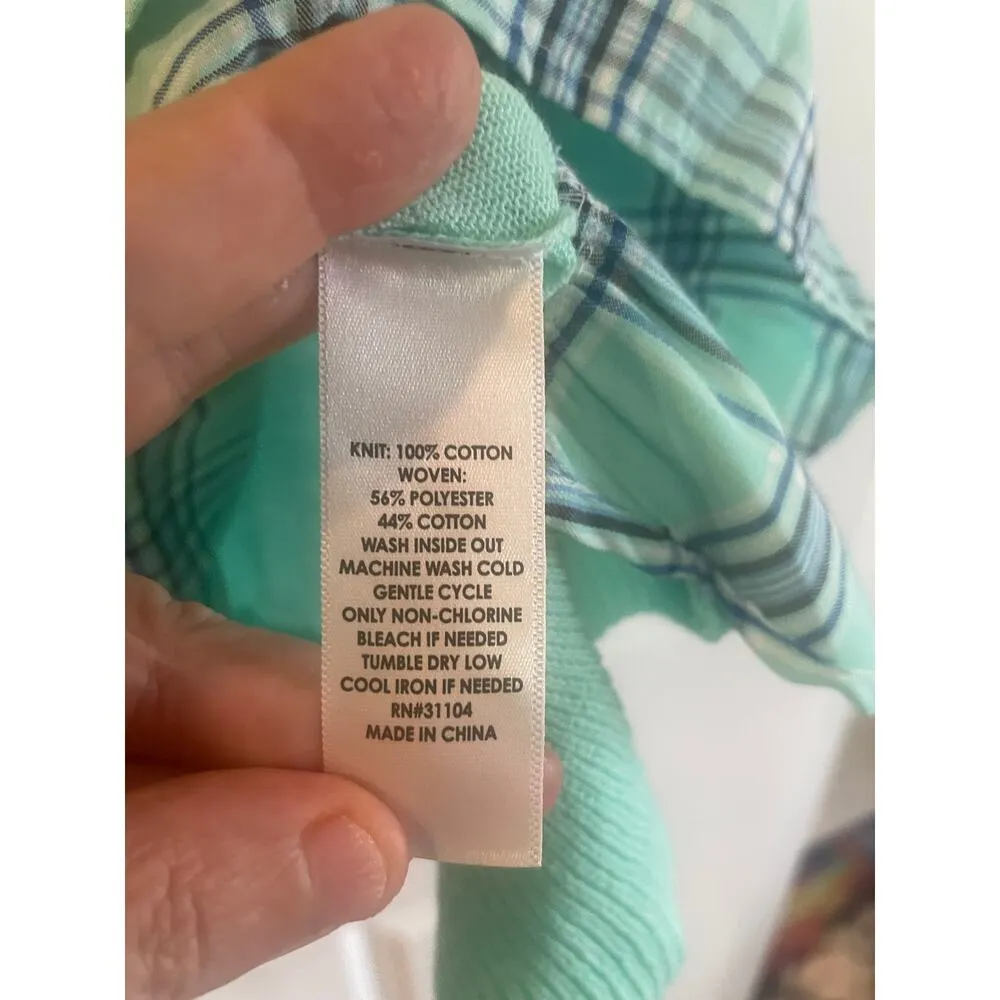 KNIT: 100% COTTON
WOVEN:
56% POLYESTER
44% COTTON
WASH INSIDE OUT
MACHINE WASH COLD
GENTLE CYCLE
ONLY NON-CHLORINE
BLEACH IF NEEDED
TUMBLE DRY LOW
COOL IRON IF NEEDED
RN#31104
MADE IN CHINA